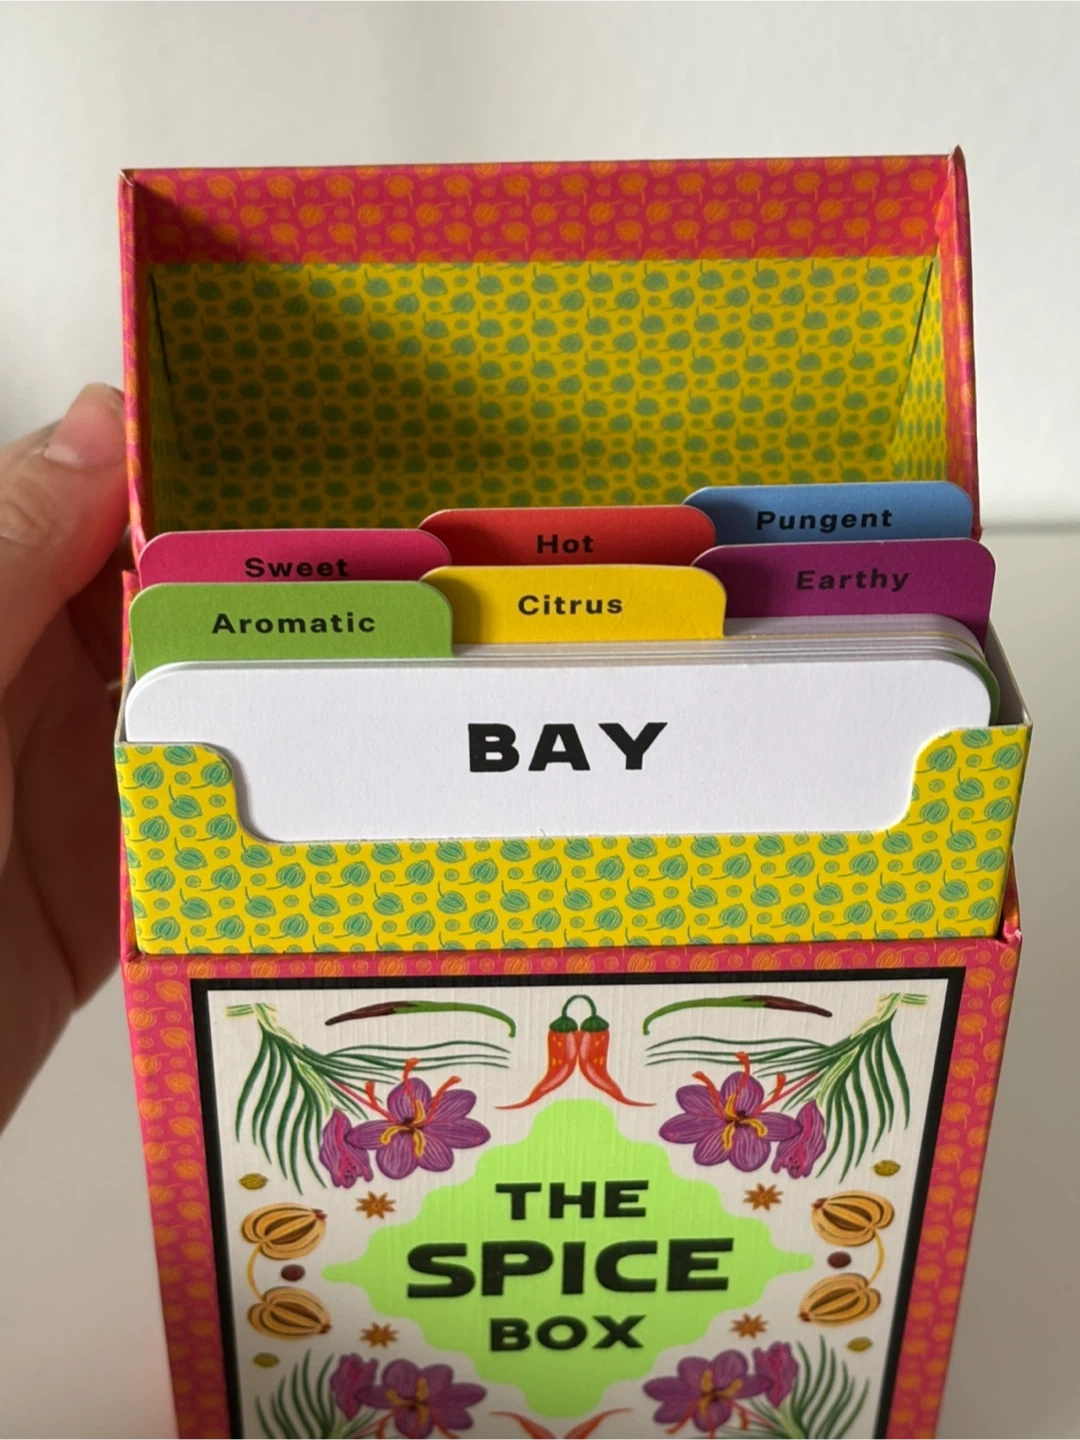 Pungent
Hot
Sweet
Earthy
Citrus
Aromatic
BAY
THE
SPICE
BOX